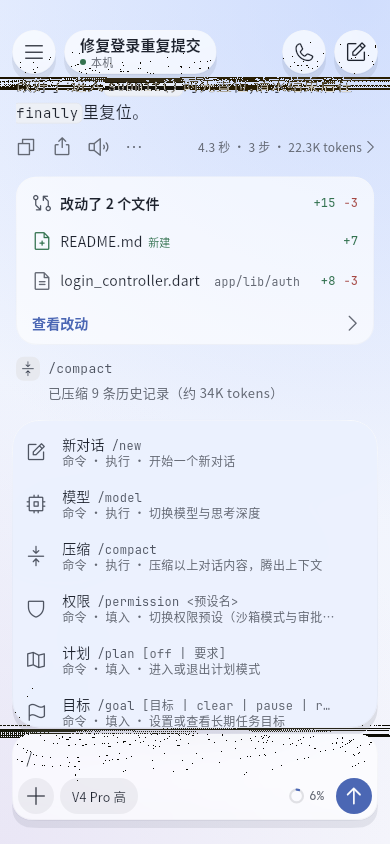 修复登录重复提交
本机
finally 里复位。
4.3 秒 · 3 步 · 22.3K tokens
改动了 2 个文件 +15 -3
README.md 新建 +7
login_controller.dart app/lib/auth +8 -3
查看改动
/compact
已压缩 9 条历史记录（约 34K tokens）
新对话 /new
命令 · 执行 · 开始一个新对话
模型 /model
命令 · 执行 · 切换模型与思考深度
压缩 /compact
命令 · 执行 · 压缩以上对话内容，腾出上下文
权限 /permission <预设名>
命令 · 填入 · 切换权限预设（沙箱模式与审批…
计划 /plan [off | 要求]
命令 · 填入 · 进入或退出计划模式
目标 /goal [目标 | clear | pause | r…
命令 · 填入 · 设置或查看长期任务目标
/
V4 Pro 高 6%